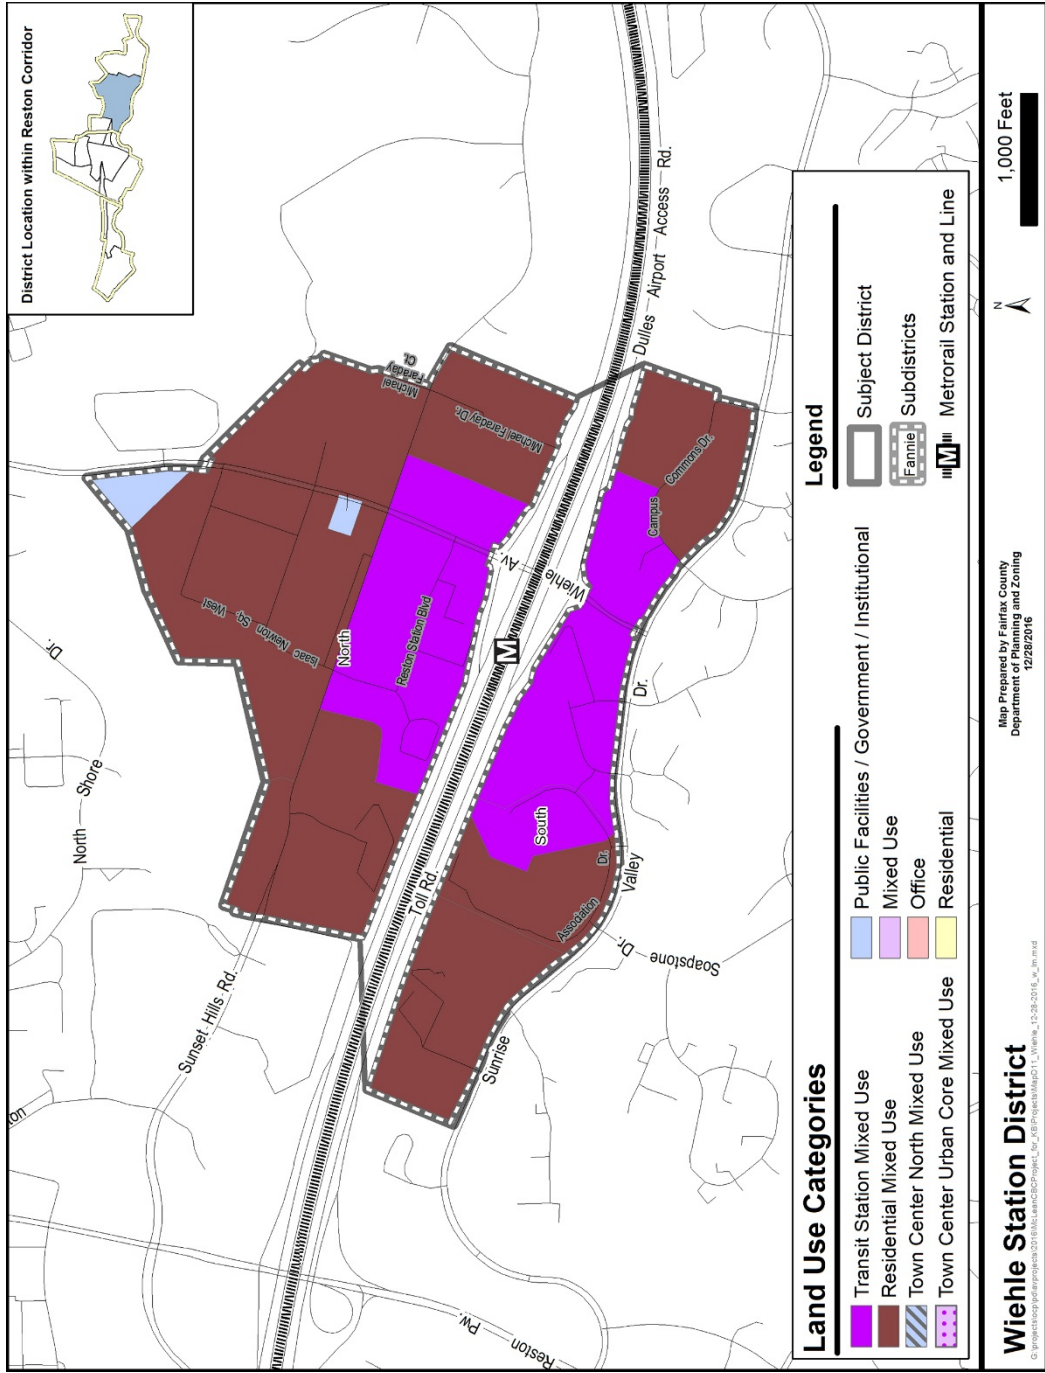 District Location within Reston Corridor
Dr.
Shore
North
ton
Sunset Hills Rd.
Reston
Pw.
Michael
Faraday
Ct.
Michael Faraday Dr.
Isaac Newton Sq. West
North
Reston Station Blvd
Wiehle
Av.
M
Toll Rd.
Dulles Airport Access Rd.
Campus
Commons Dr.
South
Association
Dr.
Sunrise
Valley
Dr.
Soapstone
Dr.
Land Use Categories
Transit Station Mixed Use
Residential Mixed Use
Town Center North Mixed Use
Town Center Urban Core Mixed Use
Public Facilities / Government / Institutional
Mixed Use
Office
Residential
Legend
Subject District
Fannie
Subdistricts
M
Metrorail Station and Line
Wiehle Station District
Map Prepared by Fairfax County
Department of Planning and Zoning
12/28/2016
N
1,000 Feet